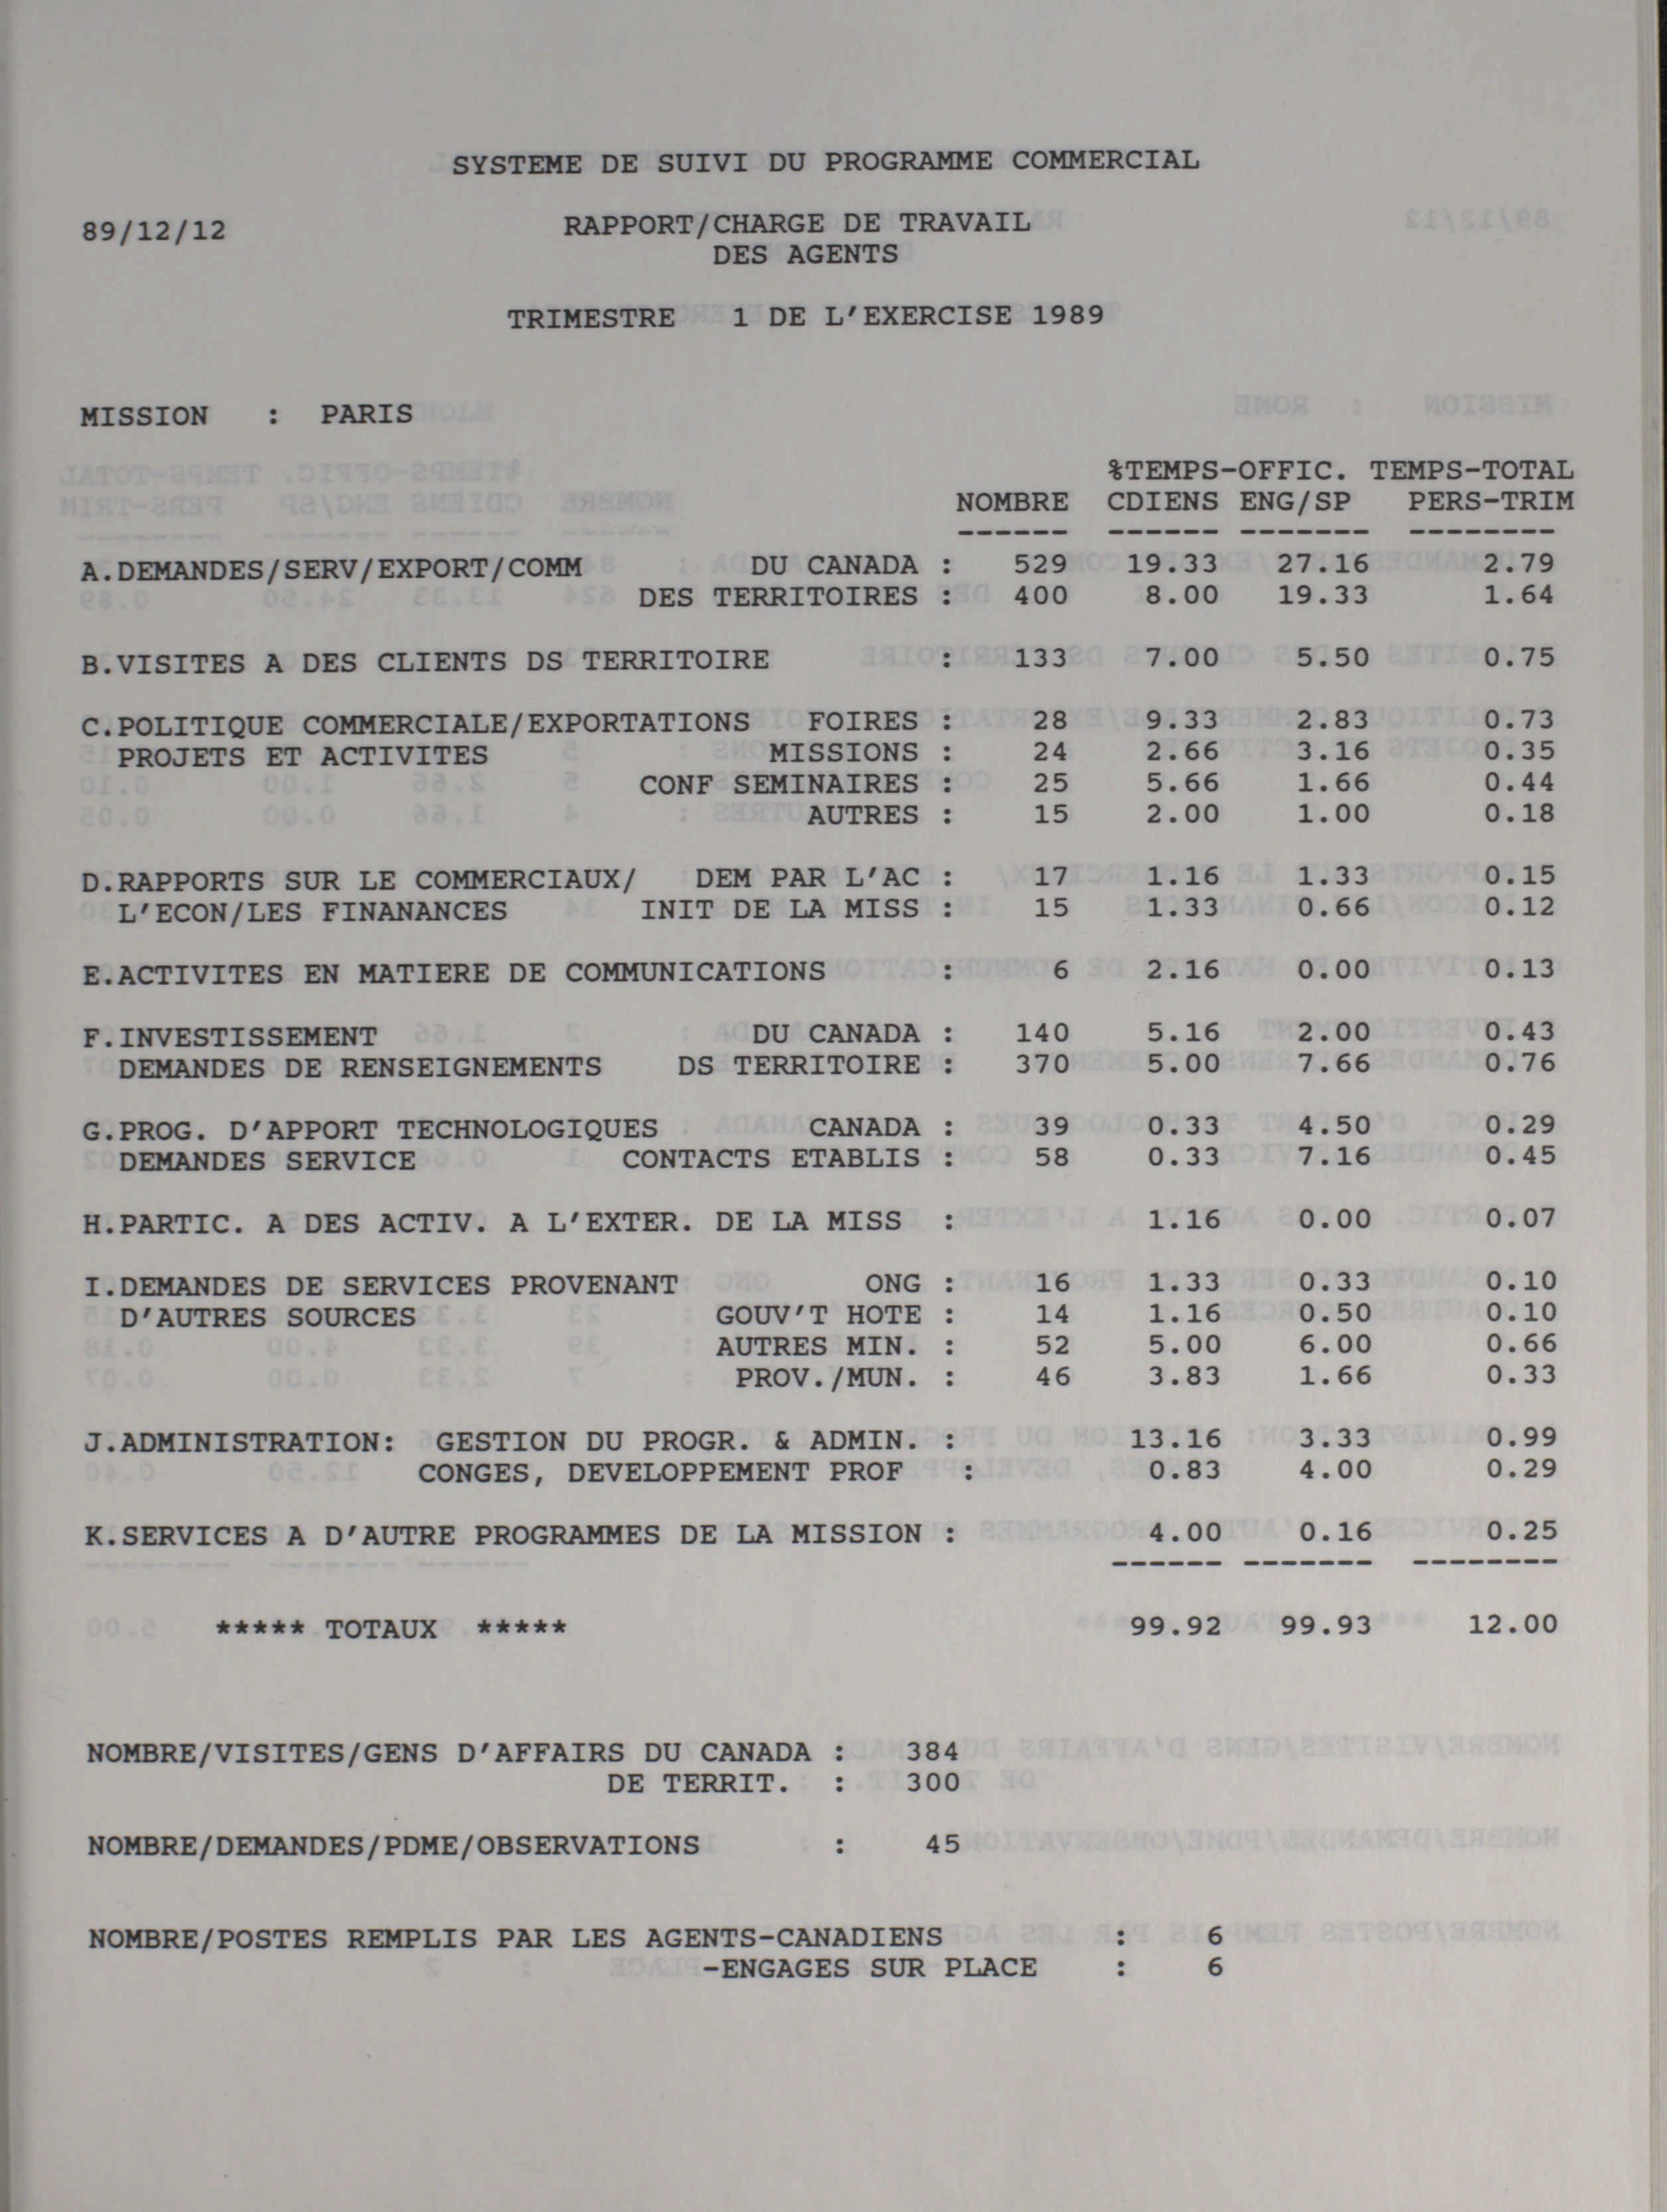 SYSTEME DE SUIVI DU PROGRAMME COMMERCIAL
89/12/12 RAPPORT/CHARGE DE TRAVAIL
DES AGENTS
TRIMESTRE 1 DE L'EXERCISE 1989
MISSION : PARIS
%TEMPS-OFFIC. TEMPS-TOTAL
NOMBRE CDIENS ENG/SP PERS-TRIM
------ ------ ------- --------
A.DEMANDES/SERV/EXPORT/COMM DU CANADA : 529 19.33 27.16 2.79
DES TERRITOIRES : 400 8.00 19.33 1.64
B.VISITES A DES CLIENTS DS TERRITOIRE : 133 7.00 5.50 0.75
C.POLITIQUE COMMERCIALE/EXPORTATIONS FOIRES : 28 9.33 2.83 0.73
PROJETS ET ACTIVITES MISSIONS : 24 2.66 3.16 0.35
CONF SEMINAIRES : 25 5.66 1.66 0.44
AUTRES : 15 2.00 1.00 0.18
D.RAPPORTS SUR LE COMMERCIAUX/ DEM PAR L'AC : 17 1.16 1.33 0.15
L'ECON/LES FINANANCES INIT DE LA MISS : 15 1.33 0.66 0.12
E.ACTIVITES EN MATIERE DE COMMUNICATIONS : 6 2.16 0.00 0.13
F.INVESTISSEMENT DU CANADA : 140 5.16 2.00 0.43
DEMANDES DE RENSEIGNEMENTS DS TERRITOIRE : 370 5.00 7.66 0.76
G.PROG. D'APPORT TECHNOLOGIQUES CANADA : 39 0.33 4.50 0.29
DEMANDES SERVICE CONTACTS ETABLIS : 58 0.33 7.16 0.45
H.PARTIC. A DES ACTIV. A L'EXTER. DE LA MISS : 1.16 0.00 0.07
I.DEMANDES DE SERVICES PROVENANT ONG : 16 1.33 0.33 0.10
D'AUTRES SOURCES GOUV'T HOTE : 14 1.16 0.50 0.10
AUTRES MIN. : 52 5.00 6.00 0.66
PROV./MUN. : 46 3.83 1.66 0.33
J.ADMINISTRATION: GESTION DU PROGR. & ADMIN. : 13.16 3.33 0.99
CONGES, DEVELOPPEMENT PROF : 0.83 4.00 0.29
K.SERVICES A D'AUTRE PROGRAMMES DE LA MISSION : 4.00 0.16 0.25
------ ------- --------
***** TOTAUX ***** 99.92 99.93 12.00
NOMBRE/VISITES/GENS D'AFFAIRS DU CANADA : 384
DE TERRIT. : 300
NOMBRE/DEMANDES/PDME/OBSERVATIONS : 45
NOMBRE/POSTES REMPLIS PAR LES AGENTS-CANADIENS : 6
-ENGAGES SUR PLACE : 6